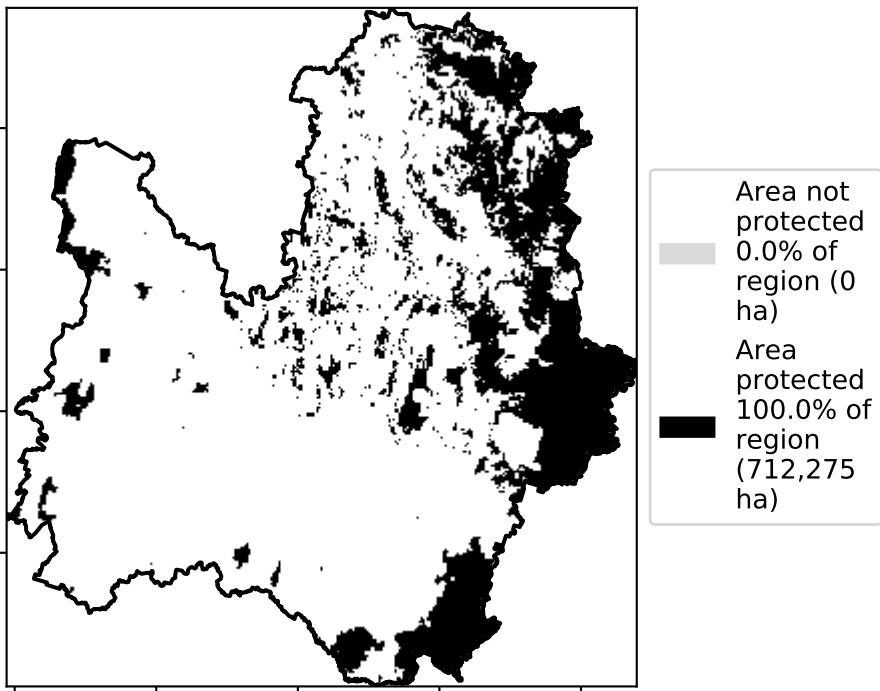 Area not
protected
0.0% of
region (0
ha)
Area
protected
100.0% of
region
(712,275
ha)